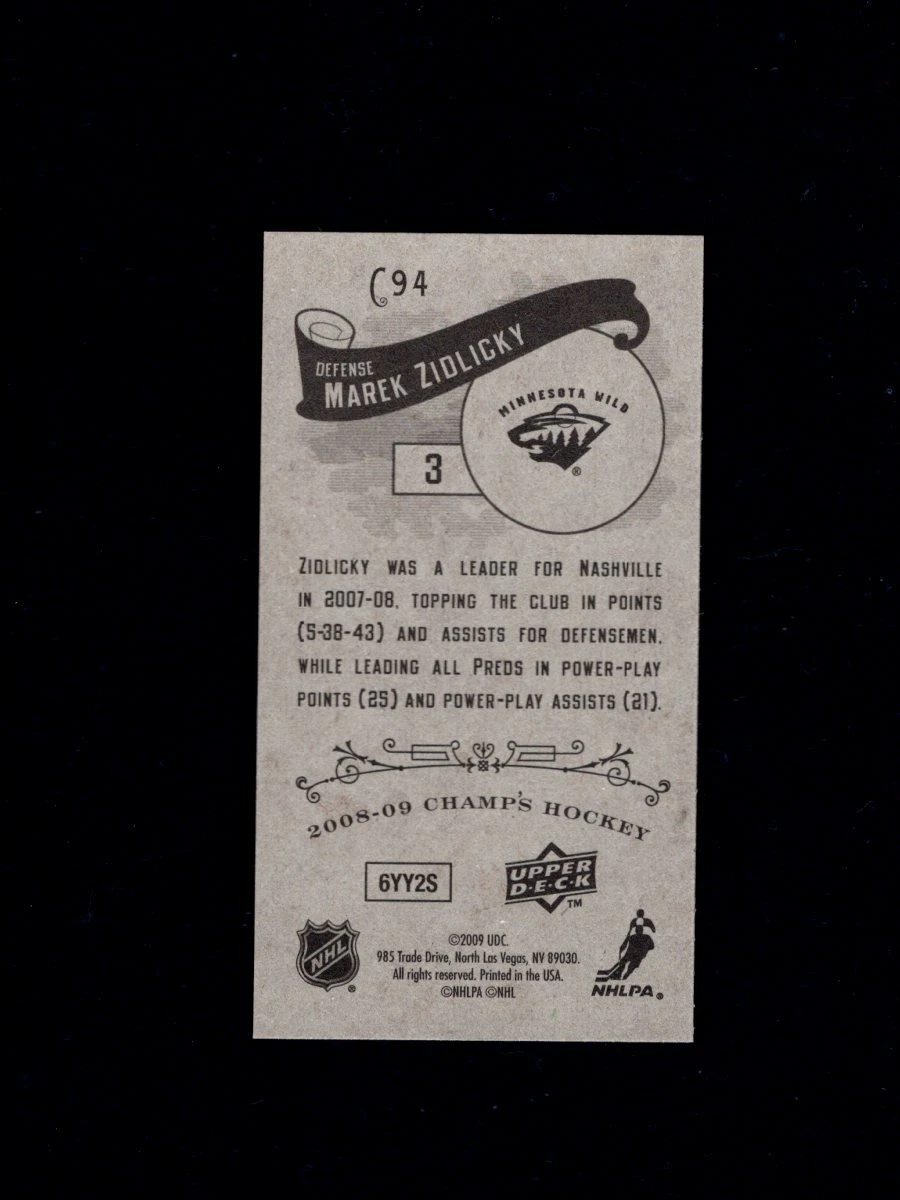 C94
DEFENSE
MAREK ZIDLICKY
MINNESOTA WILD
®
3
ZIDLICKY WAS A LEADER FOR NASHVILLE
IN 2007-08, TOPPING THE CLUB IN POINTS
(5-38-43) AND ASSISTS FOR DEFENSEMEN,
WHILE LEADING ALL PREDS IN POWER-PLAY
POINTS (25) AND POWER-PLAY ASSISTS (21).
2008-09 CHAMP'S HOCKEY
6YY2S
UPPER
D·E·C·K
TM
NHL
®
©2009 UDC.
985 Trade Drive, North Las Vegas, NV 89030.
All rights reserved. Printed in the USA.
©NHLPA ©NHL
NHLPA®